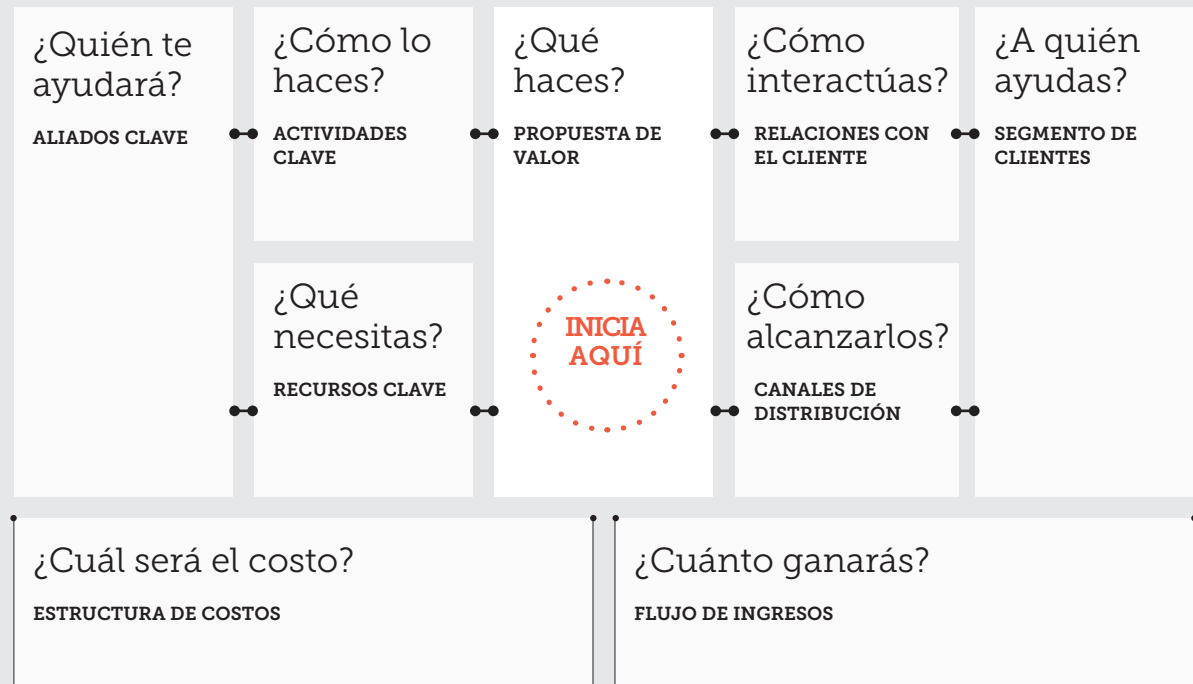 ¿Quién te
ayudará?
ALIADOS CLAVE
¿Cómo lo
haces?
ACTIVIDADES
CLAVE
¿Qué
necesitas?
RECURSOS CLAVE
¿Qué
haces?
PROPUESTA DE
VALOR
INICIA
AQUÍ
¿Cómo
interactúas?
RELACIONES CON
EL CLIENTE
¿Cómo
alcanzarlos?
CANALES DE
DISTRIBUCIÓN
¿A quién
ayudas?
SEGMENTO DE
CLIENTES
¿Cuál será el costo?
ESTRUCTURA DE COSTOS
¿Cuánto ganarás?
FLUJO DE INGRESOS